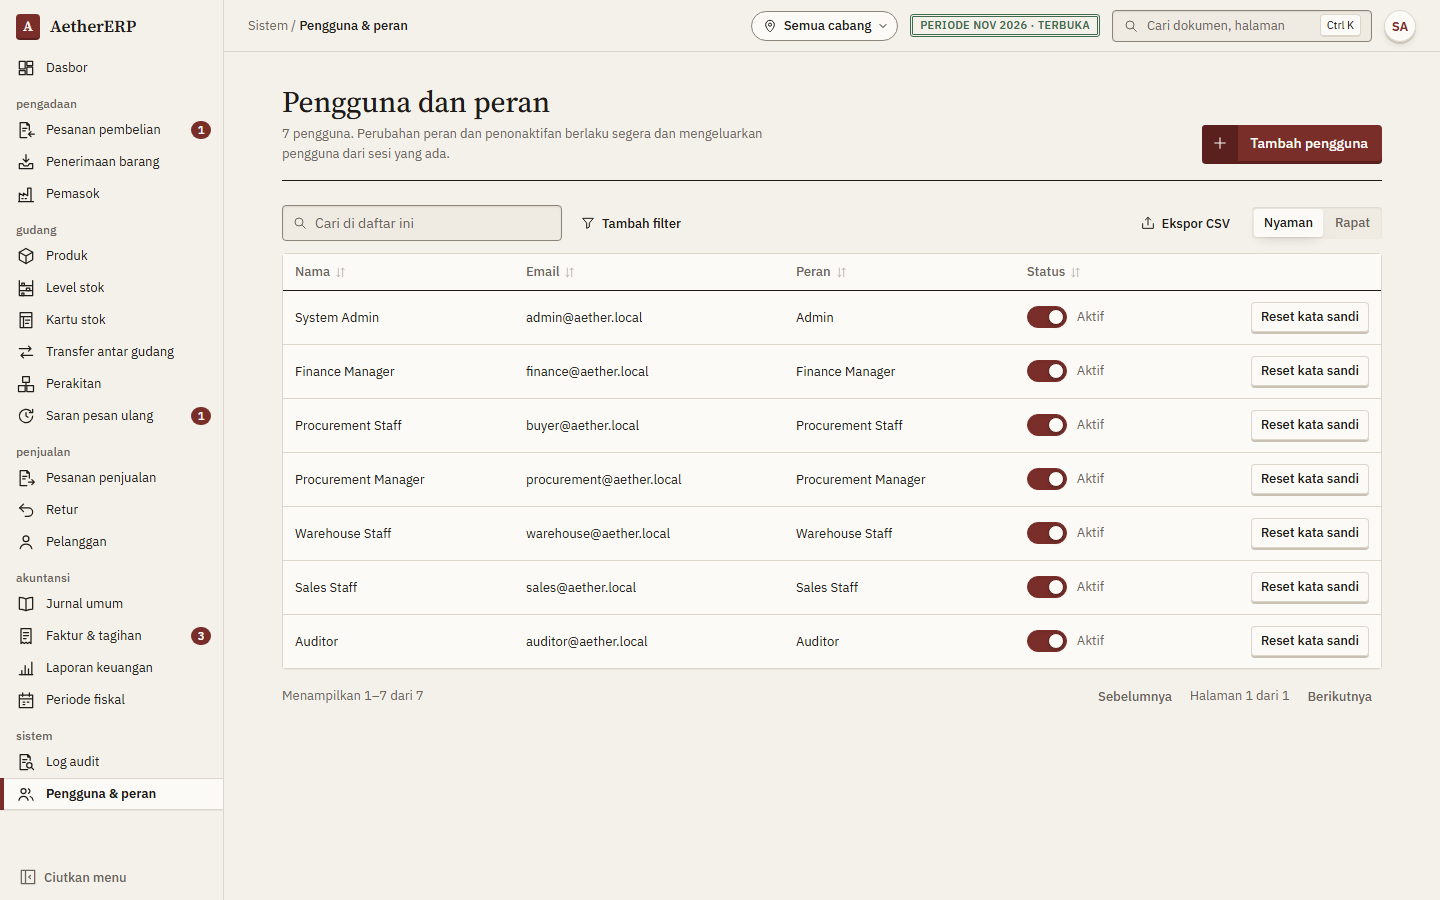 A AetherERP
Dasbor
pengadaan
Pesanan pembelian 1
Penerimaan barang
Pemasok
gudang
Produk
Level stok
Kartu stok
Transfer antar gudang
Perakitan
Saran pesan ulang 1
penjualan
Pesanan penjualan
Retur
Pelanggan
akuntansi
Jurnal umum
Faktur & tagihan 3
Laporan keuangan
Periode fiskal
sistem
Log audit
Pengguna & peran
Ciutkan menu
Sistem / Pengguna & peran
Semua cabang
PERIODE NOV 2026 · TERBUKA
Cari dokumen, halaman Ctrl K
SA
Pengguna dan peran
7 pengguna. Perubahan peran dan penonaktifan berlaku segera dan mengeluarkan
pengguna dari sesi yang ada.
Tambah pengguna
Cari di daftar ini
Tambah filter
Ekspor CSV
Nyaman Rapat
Nama Email Peran Status
System Admin admin@aether.local Admin Aktif Reset kata sandi
Finance Manager finance@aether.local Finance Manager Aktif Reset kata sandi
Procurement Staff buyer@aether.local Procurement Staff Aktif Reset kata sandi
Procurement Manager procurement@aether.local Procurement Manager Aktif Reset kata sandi
Warehouse Staff warehouse@aether.local Warehouse Staff Aktif Reset kata sandi
Sales Staff sales@aether.local Sales Staff Aktif Reset kata sandi
Auditor auditor@aether.local Auditor Aktif Reset kata sandi
Menampilkan 1–7 dari 7
Sebelumnya Halaman 1 dari 1 Berikutnya